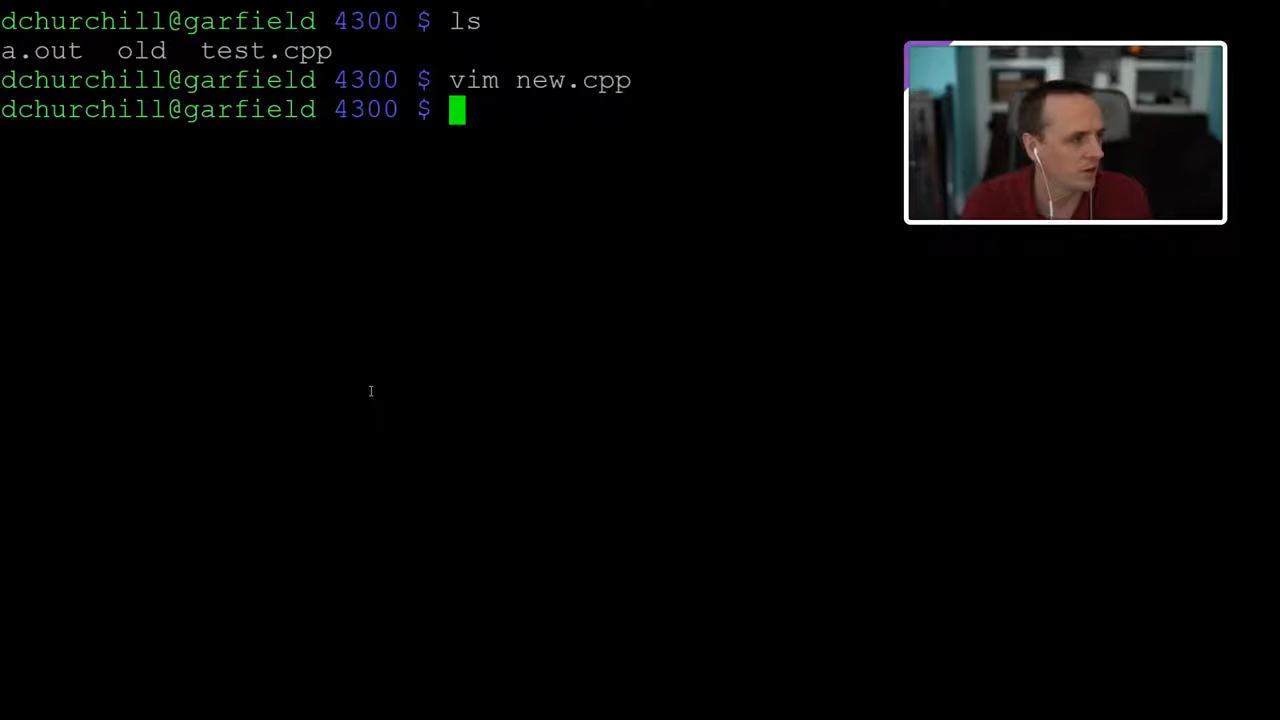 dchurchill@garfield 4300 $ ls
a.out  old  test.cpp
dchurchill@garfield 4300 $ vim new.cpp
dchurchill@garfield 4300 $